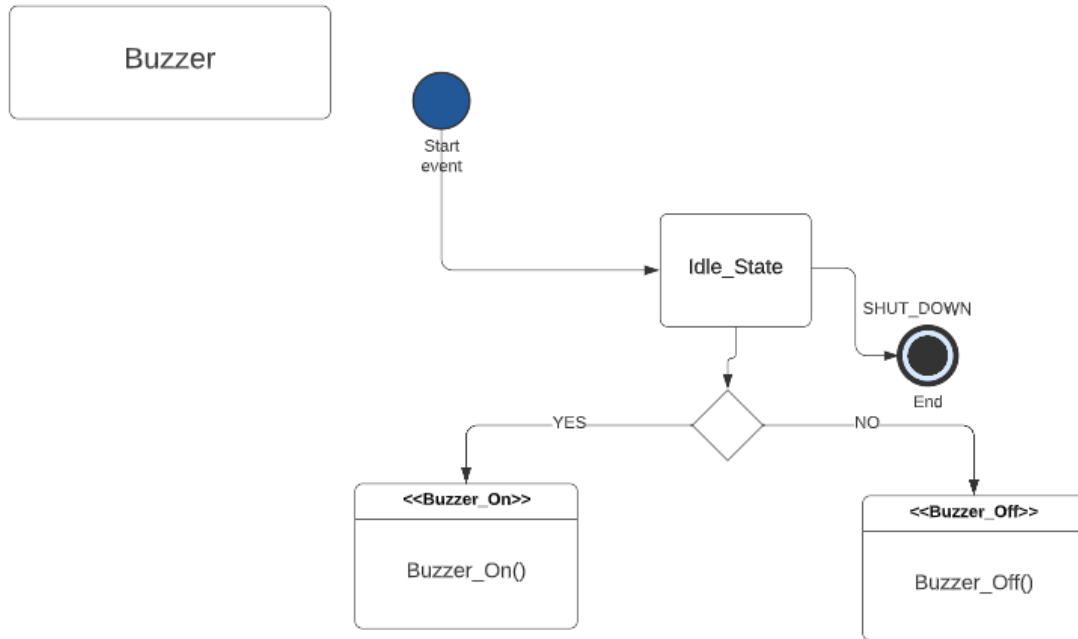 Buzzer
Start
event
Idle_State
SHUT_DOWN
End
YES
NO
<<Buzzer_On>>
Buzzer_On()
<<Buzzer_Off>>
Buzzer_Off()